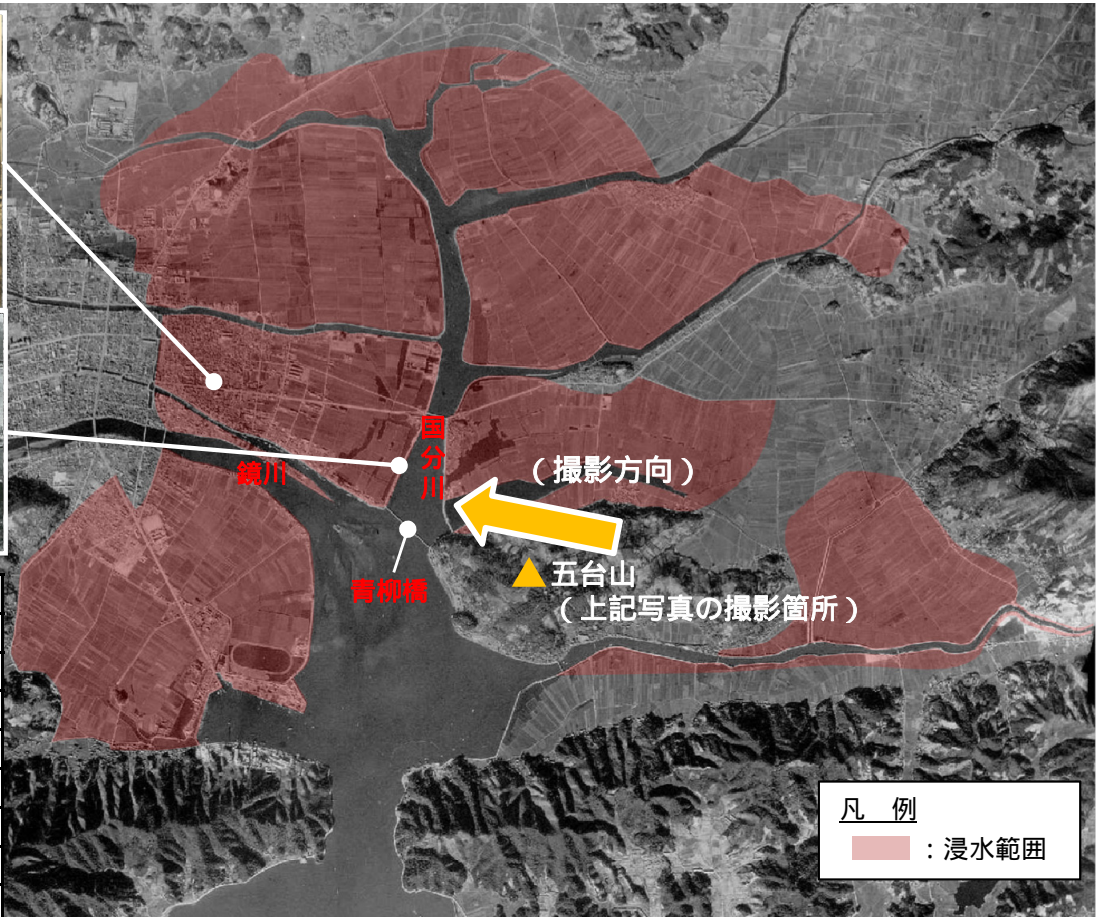 国分川
鏡川
（撮影方向）
青柳橋
五台山
（上記写真の撮影箇所）
凡　例
：浸水範囲